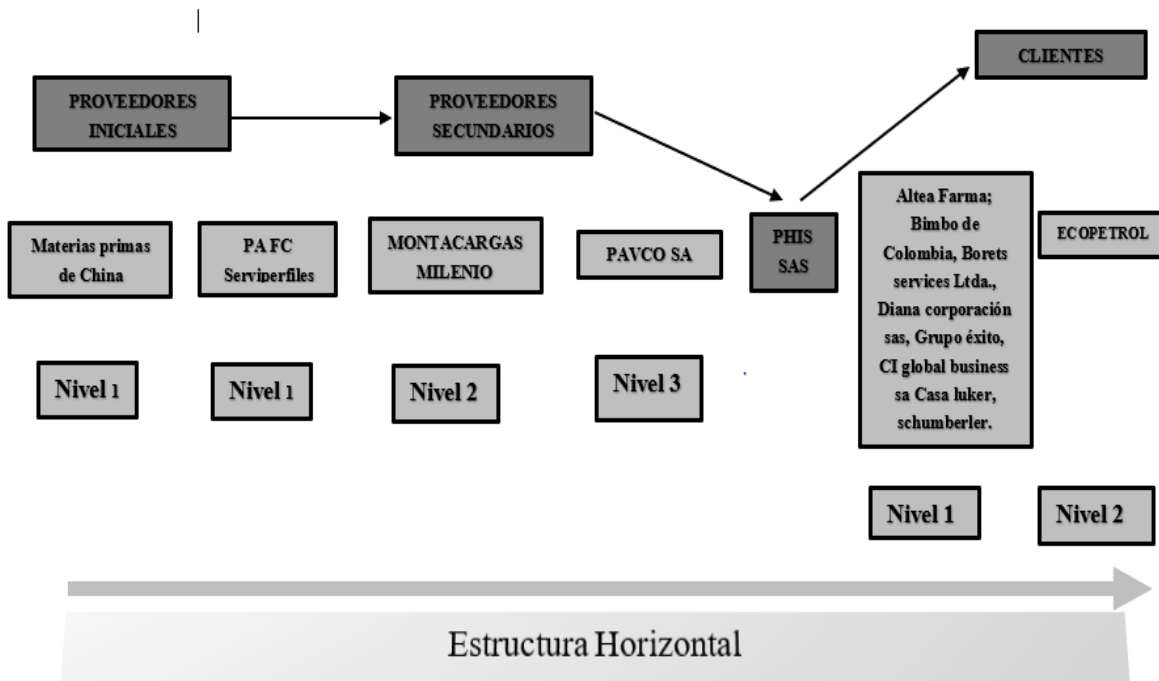 CLIENTES
PROVEEDORES
INICIALES
PROVEEDORES
SECUNDARIOS
Materias primas
de China
PA FC
Serviperfiles
MONTACARGAS
MILENIO
PAVCO SA
PHIS
SAS
Altea Farma;
Bimbo de
Colombia, Borets
services Ltda.,
Diana corporación
sas, Grupo éxito,
CI global business
sa Casa luker,
schumberler.
ECOPETROL
Nivel 1
Nivel 1
Nivel 2
Nivel 3
Nivel 1
Nivel 2
Estructura Horizontal